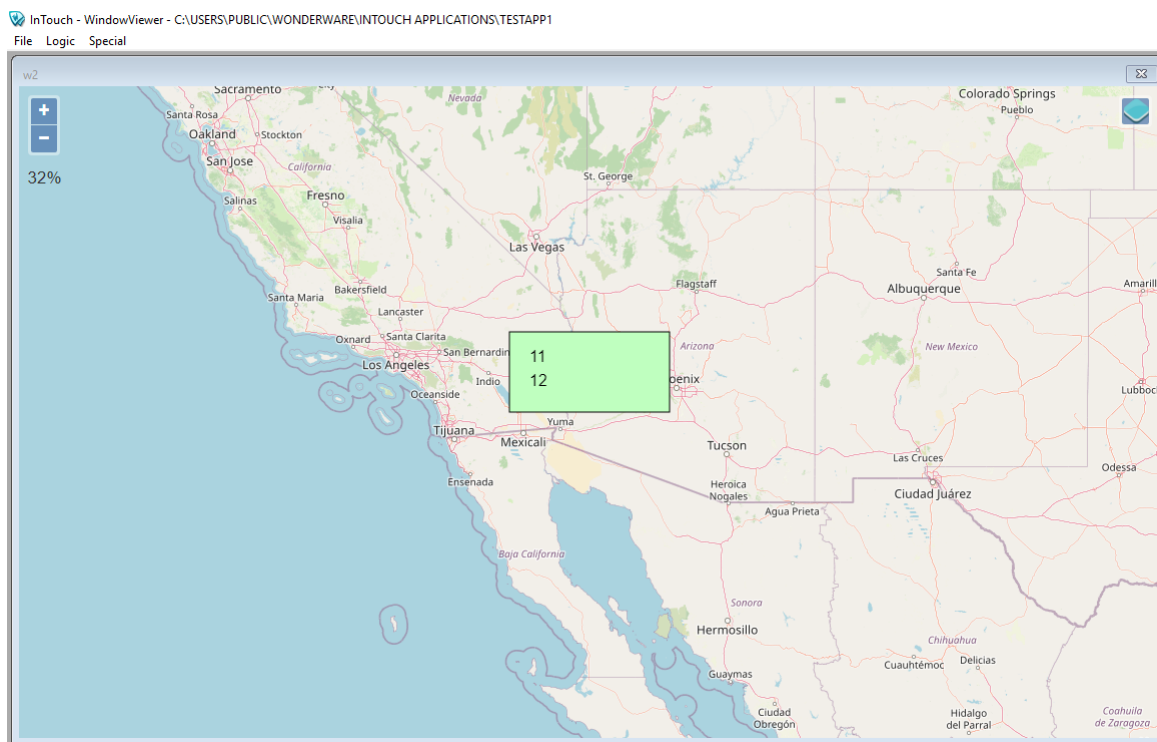 InTouch - WindowViewer - C:\USERS\PUBLIC\WONDERWARE\INTOUCH APPLICATIONS\TESTAPP1
File Logic Special
w2
+
−
32%
Sacramento
Nevada
Colorado Springs
Pueblo
Santa Rosa
Oakland
Stockton
San Jose
California
St. George
Salinas
Fresno
Visalia
Las Vegas
Santa Fe
Flagstaff
Albuquerque
Amarill
Bakersfield
Santa Maria
Lancaster
Oxnard
Santa Clarita
Arizona
New Mexico
San Bernardin
11
Los Angeles
Indio
12
oenix
Lubboc
Oceanside
Yuma
Tijuana
Mexicali
Tucson
Las Cruces
Odessa
Ensenada
Heroica
Nogales
Ciudad Juárez
Agua Prieta
Baja California
Sonora
Hermosillo
Chihuahua
Cuauhtémoc
Delicias
Guaymas
Ciudad
Obregón
Hidalgo
del Parral
Coahuila
de Zaragoza